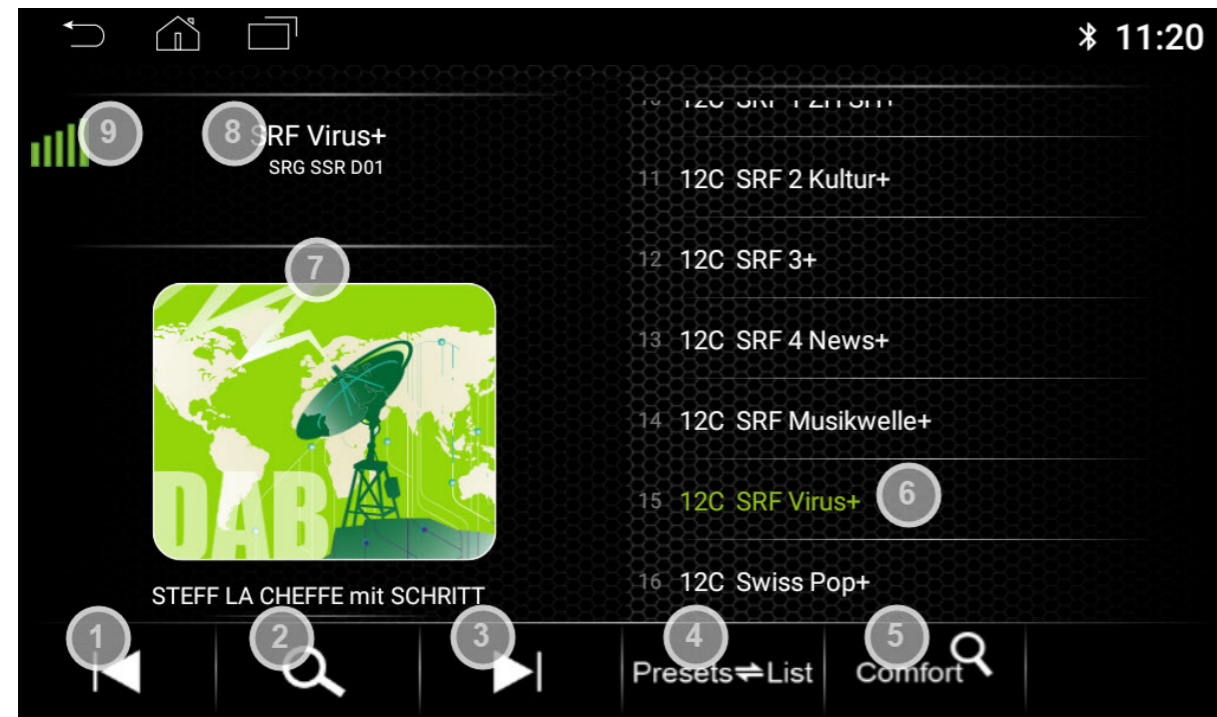 11:20
9
8
SRF Virus+
SRG SSR D01
11 12C SRF 2 Kultur+
7
12 12C SRF 3+
13 12C SRF 4 News+
14 12C SRF Musikwelle+
DAB
15 12C SRF Virus+
6
16 12C Swiss Pop+
STEFF LA CHEFFE mit SCHRITT
1
2
3
4
5
Presets⇌List
Comfort